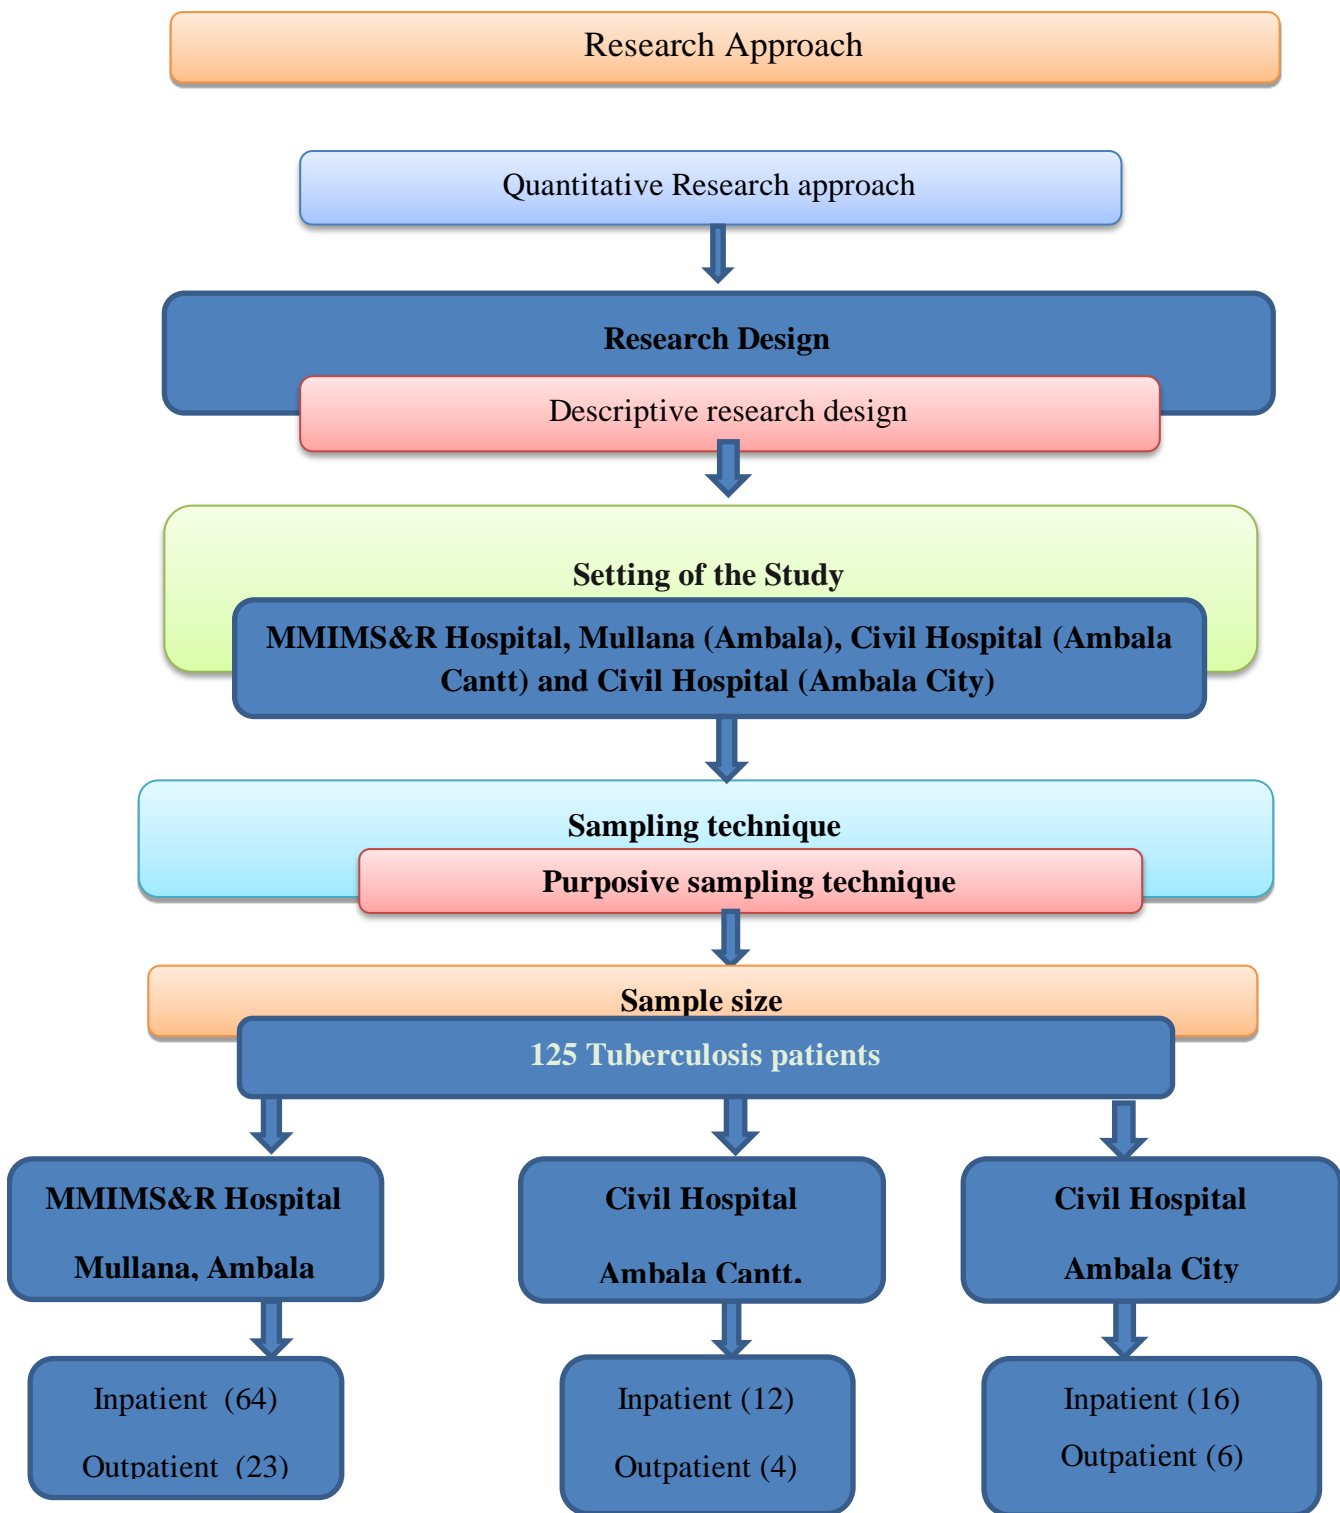 Research Approach
Quantitative Research approach
Research Design
Descriptive research design
Setting of the Study
MMIMS&R Hospital, Mullana (Ambala), Civil Hospital (Ambala
Cantt) and Civil Hospital (Ambala City)
Sampling technique
Purposive sampling technique
Sample size
125 Tuberculosis patients
MMIMS&R Hospital
Mullana, Ambala
Civil Hospital
Ambala Cantt.
Civil Hospital
Ambala City
Inpatient (64)
Outpatient (23)
Inpatient (12)
Outpatient (4)
Inpatient (16)
Outpatient (6)